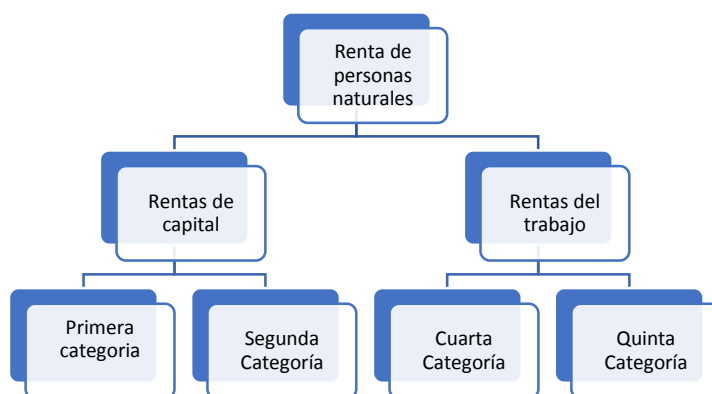 Renta de
personas
naturales
Rentas de
capital
Rentas del
trabajo
Primera
categoria
Segunda
Categoría
Cuarta
Categoría
Quinta
Categoría